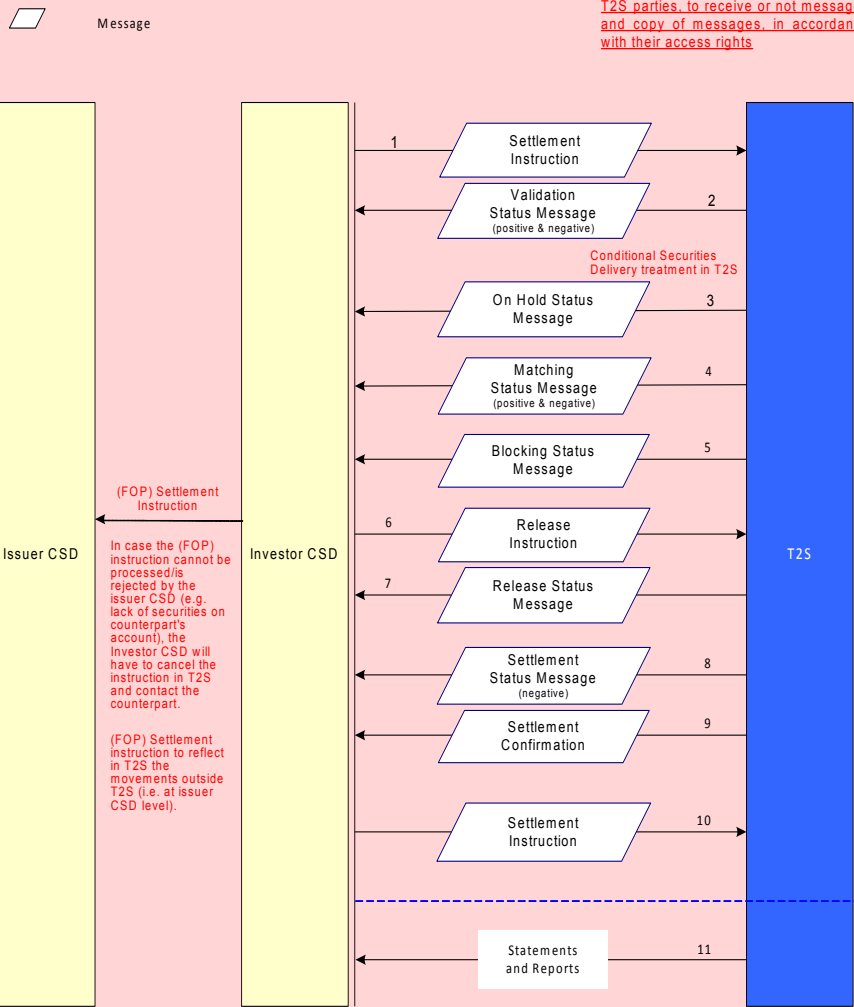 T2S parties, to receive or not messag
and copy of messages, in accordan
with their access rights
Message
1
Settlement
Instruction
Validation
Status Message
(positive & negative)
2
Conditional Securities
Delivery treatment in T2S
On Hold Status
Message
3
Matching
Status Message
(positive & negative)
4
Blocking Status
Message
5
(FOP) Settlement
Instruction
6
Release
Instruction
Issuer CSD
Investor CSD
T2S
In case the (FOP)
instruction cannot be
processed/is
rejected by the
issuer CSD (e.g.
lack of securities on
counterpart's
account), the
Investor CSD will
have to cancel the
instruction in T2S
and contact the
counterpart.
7
Release Status
Message
Settlement
Status Message
(negative)
8
Settlement
Confirmation
9
(FOP) Settlement
instruction to reflect
in T2S the
movements outside
T2S (i.e. at issuer
CSD level).
Settlement
Instruction
10
Statements
and Reports
11